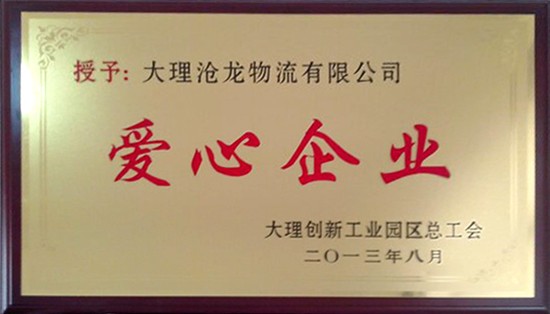 授予：大理沧龙物流有限公司
爱心企业
大理创新工业园区总工会
二〇一三年八月